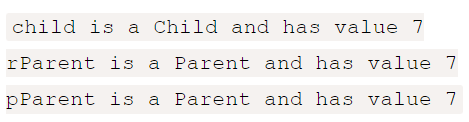 child is a Child and has value 7
rParent is a Parent and has value 7
pParent is a Parent and has value 7